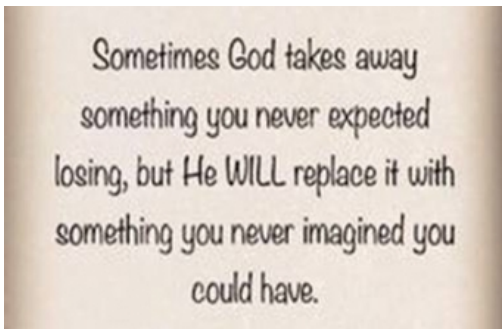 Sometimes God takes away
something you never expected
losing, but He WILL replace it with
something you never imagined you
could have.